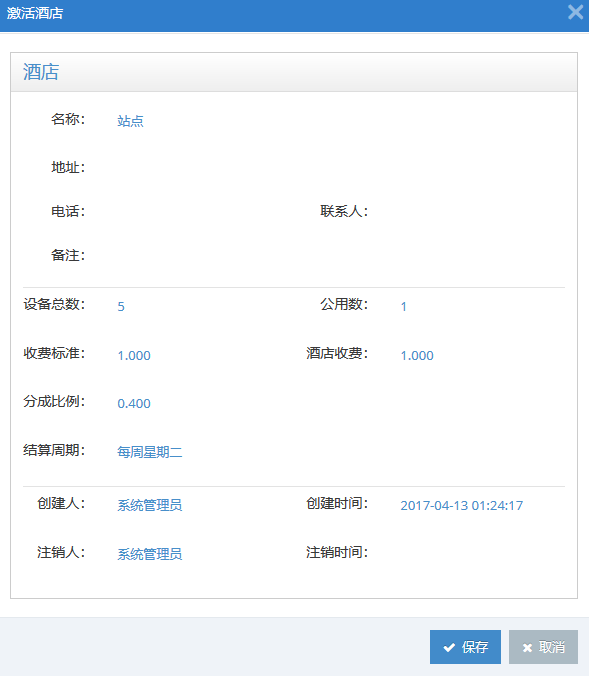 激活酒店
酒店
名称： 站点
地址：
电话： 联系人：
备注：
设备总数： 5 公用数： 1
收费标准： 1.000 酒店收费： 1.000
分成比例： 0.400
结算周期： 每周星期二
创建人： 系统管理员 创建时间： 2017-04-13 01:24:17
注销人： 系统管理员 注销时间：
保存 取消